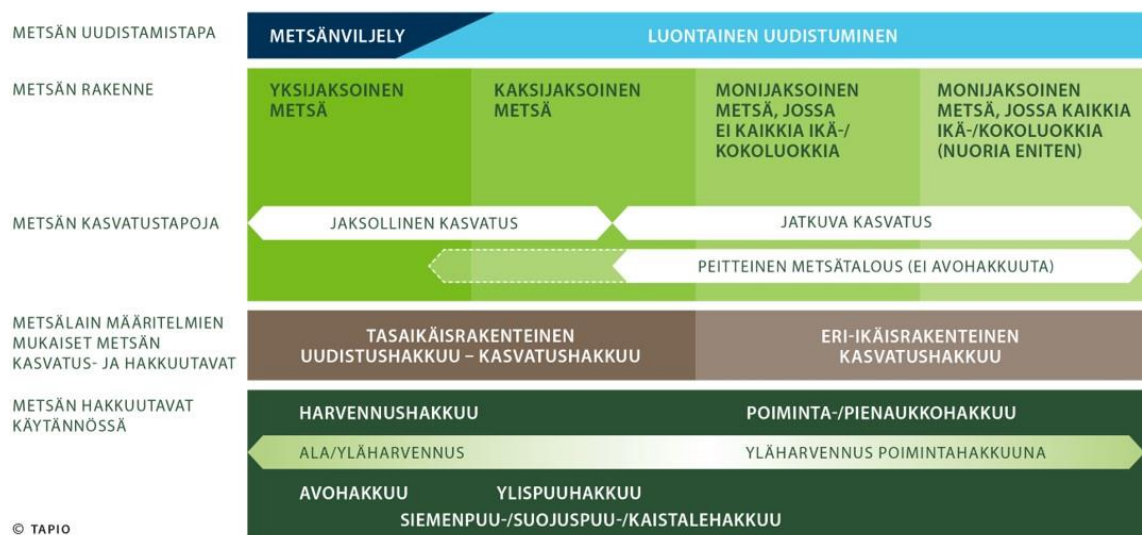 METSÄN UUDISTAMISTAPA
METSÄNVILJELY
LUONTAINEN UUDISTUMINEN
METSÄN RAKENNE
YKSIJAKSOINEN
METSÄ
KAKSIJAKSOINEN
METSÄ
MONIJAKSOINEN
METSÄ, JOSSA
EI KAIKKIA IKÄ-/
KOKOLUOKKIA
MONIJAKSOINEN
METSÄ, JOSSA KAIKKIA
IKÄ-/KOKOLUOKKIA
(NUORIA ENITEN)
METSÄN KASVATUSTAPOJA
JAKSOLLINEN KASVATUS
JATKUVA KASVATUS
PEITTEINEN METSÄTALOUS (EI AVOHAKKUUTA)
METSÄLAIN MÄÄRITELMIEN
MUKAISET METSÄN
KASVATUS- JA HAKKUUTAVAT
TASAIKÄISRAKENTEINEN
UUDISTUSHAKKUU – KASVATUSHAKKUU
ERI-IKÄISRAKENTEINEN
KASVATUSHAKKUU
METSÄN HAKKUUTAVAT
KÄYTÄNNÖSSÄ
HARVENNUSHAKKUU
POIMINTA-/PIENAUKKOHAKKUU
ALA/YLÄHARVENNUS
YLÄHARVENNUS POIMINTAHAKKUUNA
AVOHAKKUU
YLISPUUHAKKUU
SIEMENPUU-/SUOJUSPUU-/KAISTALEHAKKUU
© TAPIO